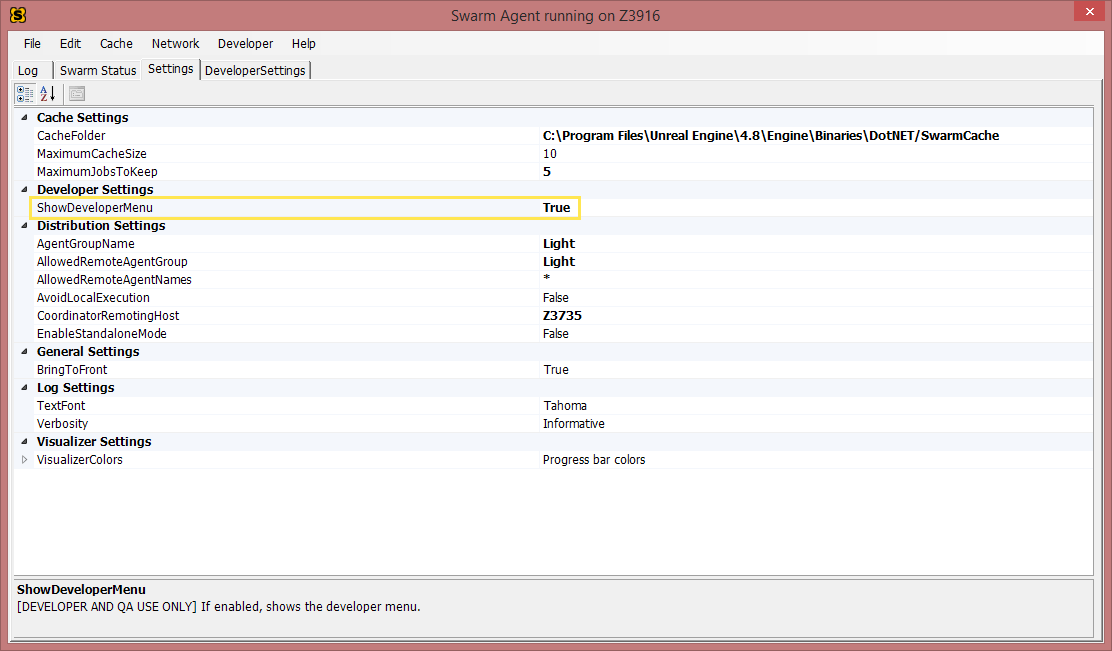 Swarm Agent running on Z3916
File Edit Cache Network Developer Help
Log Swarm Status Settings DeveloperSettings
Cache Settings
CacheFolder C:\Program Files\Unreal Engine\4.8\Engine\Binaries\DotNET/SwarmCache
MaximumCacheSize 10
MaximumJobsToKeep 5
Developer Settings
ShowDeveloperMenu True
Distribution Settings
AgentGroupName Light
AllowedRemoteAgentGroup Light
AllowedRemoteAgentNames *
AvoidLocalExecution False
CoordinatorRemotingHost Z3735
EnableStandaloneMode False
General Settings
BringToFront True
Log Settings
TextFont Tahoma
Verbosity Informative
Visualizer Settings
VisualizerColors Progress bar colors
ShowDeveloperMenu
[DEVELOPER AND QA USE ONLY] If enabled, shows the developer menu.